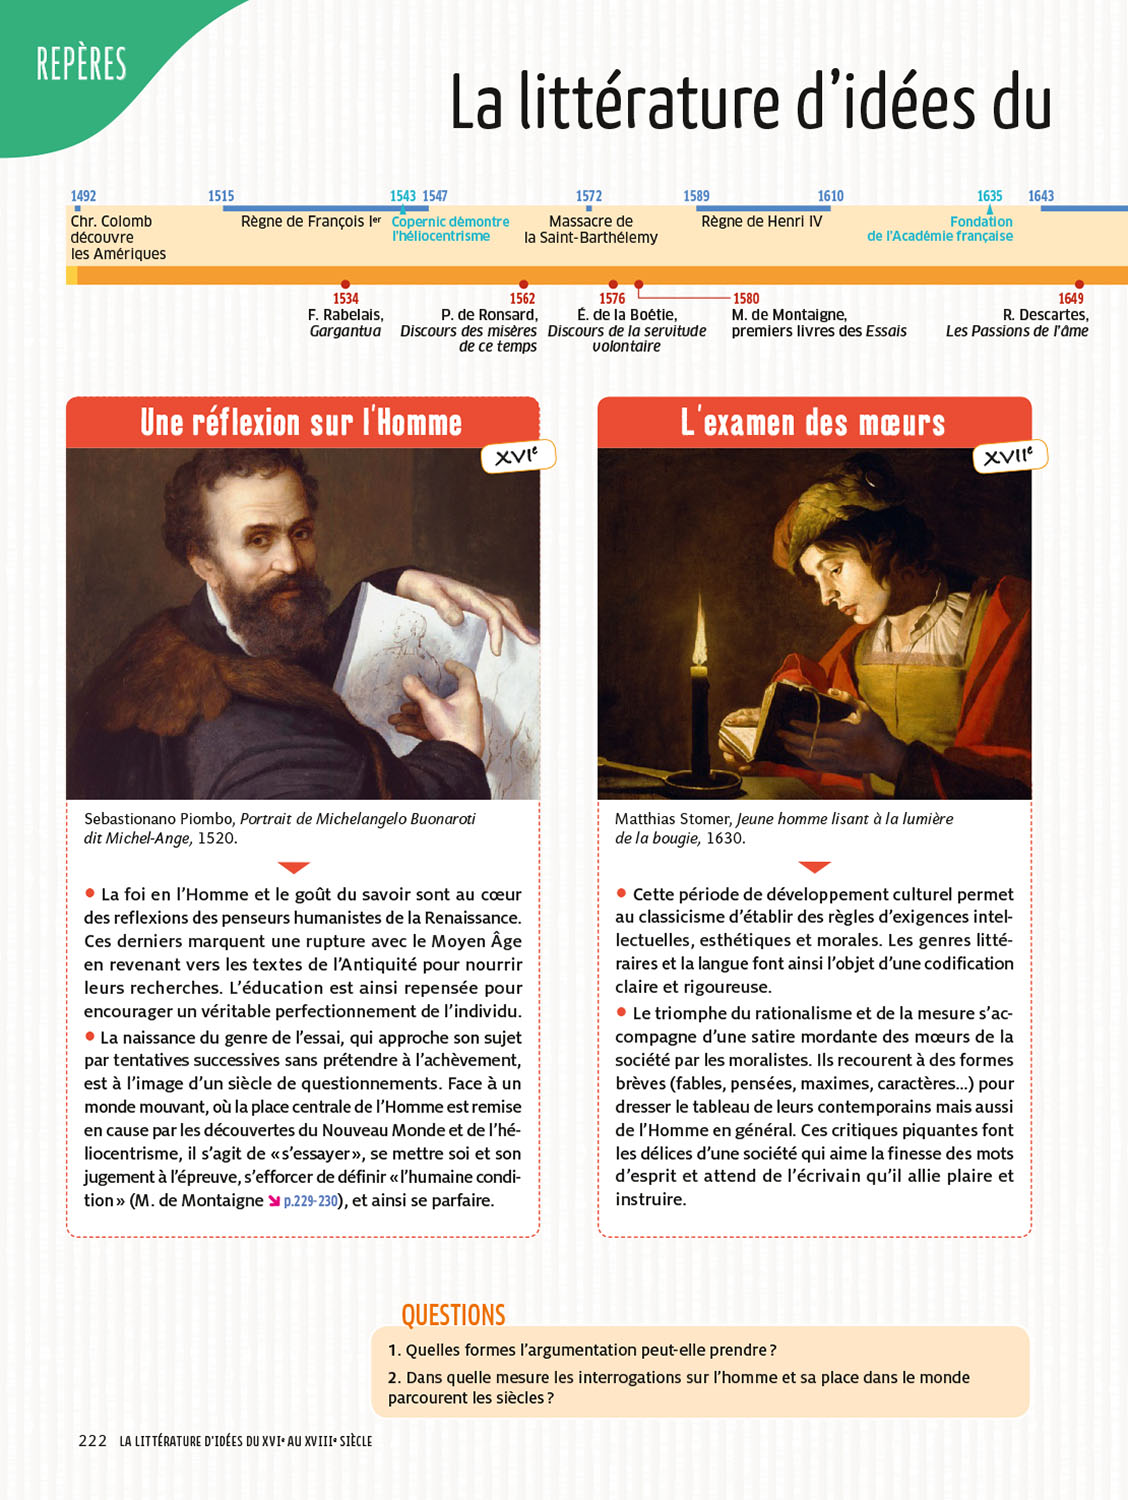 REPÈRES
La littérature d'idées du
1492 1515 1543 1547 1572 1589 1610 1635 1643
Chr. Colomb
découvre
les Amériques
Règne de François Ier
Copernic démontre
l'héliocentrisme
Massacre de
la Saint-Barthélemy
Règne de Henri IV
Fondation
de l'Académie française
1534
F. Rabelais,
Gargantua
1562
P. de Ronsard,
Discours des misères
de ce temps
1576
É. de la Boétie,
Discours de la servitude
volontaire
1580
M. de Montaigne,
premiers livres des Essais
1649
R. Descartes,
Les Passions de l'âme
Une réflexion sur l'Homme
XVIe
Sebastionano Piombo, Portrait de Michelangelo Buonaroti
dit Michel-Ange, 1520.
• La foi en l'Homme et le goût du savoir sont au cœur
des reflexions des penseurs humanistes de la Renaissance.
Ces derniers marquent une rupture avec le Moyen Âge
en revenant vers les textes de l'Antiquité pour nourrir
leurs recherches. L'éducation est ainsi repensée pour
encourager un véritable perfectionnement de l'individu.
• La naissance du genre de l'essai, qui approche son sujet
par tentatives successives sans prétendre à l'achèvement,
est à l'image d'un siècle de questionnements. Face à un
monde mouvant, où la place centrale de l'Homme est remise
en cause par les découvertes du Nouveau Monde et de l'hé-
liocentrisme, il s'agit de « s'essayer », se mettre soi et son
jugement à l'épreuve, s'efforcer de définir « l'humaine condi-
tion » (M. de Montaigne ➘ p.229-230), et ainsi se parfaire.
L'examen des mœurs
XVIIe
Matthias Stomer, Jeune homme lisant à la lumière
de la bougie, 1630.
• Cette période de développement culturel permet
au classicisme d'établir des règles d'exigences intel-
lectuelles, esthétiques et morales. Les genres litté-
raires et la langue font ainsi l'objet d'une codification
claire et rigoureuse.
• Le triomphe du rationalisme et de la mesure s'ac-
compagne d'une satire mordante des mœurs de la
société par les moralistes. Ils recourent à des formes
brèves (fables, pensées, maximes, caractères...) pour
dresser le tableau de leurs contemporains mais aussi
de l'Homme en général. Ces critiques piquantes font
les délices d'une société qui aime la finesse des mots
d'esprit et attend de l'écrivain qu'il allie plaire et
instruire.
QUESTIONS
1. Quelles formes l'argumentation peut-elle prendre ?
2. Dans quelle mesure les interrogations sur l'homme et sa place dans le monde
parcourent les siècles ?
222 LA LITTÉRATURE D'IDÉES DU XVIe AU XVIIIe SIÈCLE